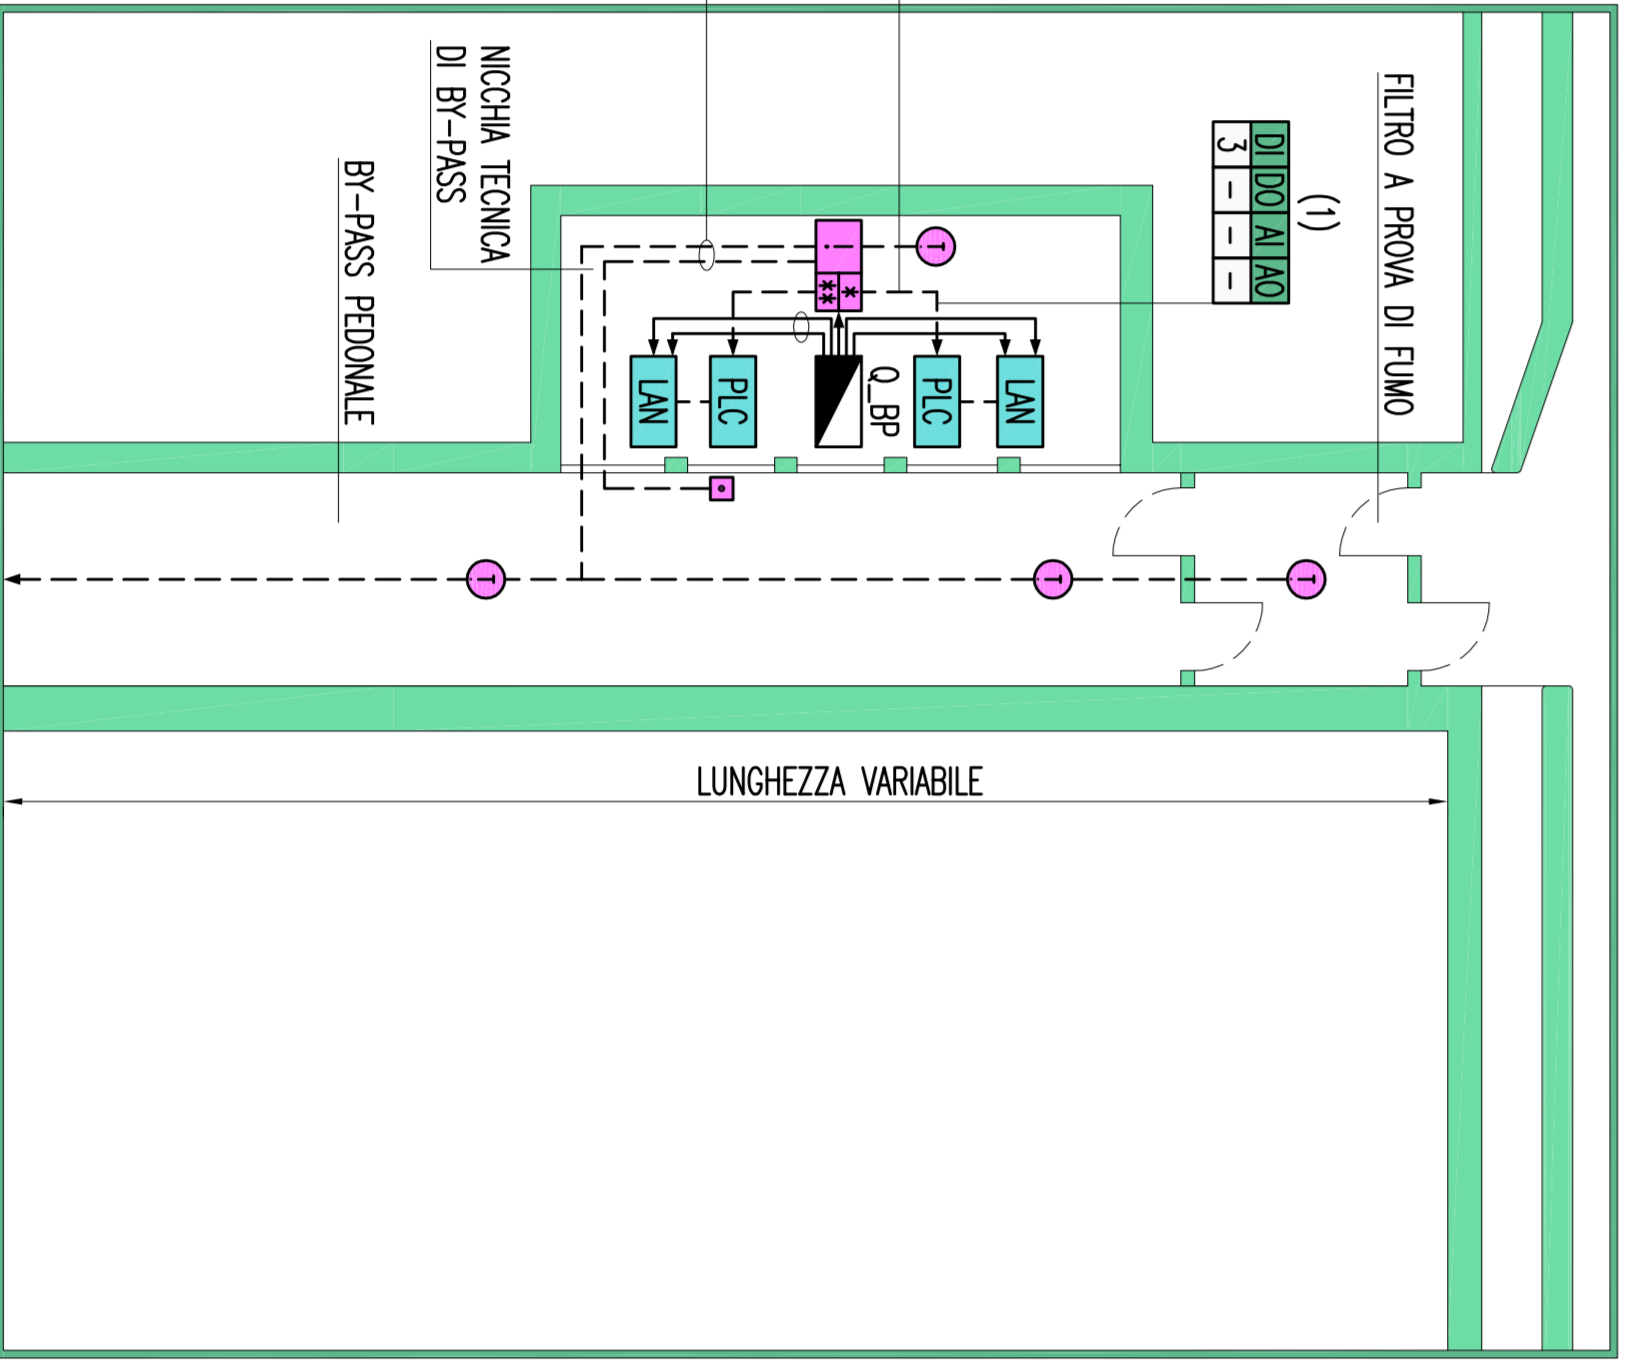 FILTRO A PROVA DI FUMO
(1)
DI DO AI AO
3 - - -
NICCHIA TECNICA
DI BY-PASS
BY-PASS PEDONALE
T
I
*
**
LAN
PLC
Q_BP
PLC
LAN
T
T
T
LUNGHEZZA VARIABILE